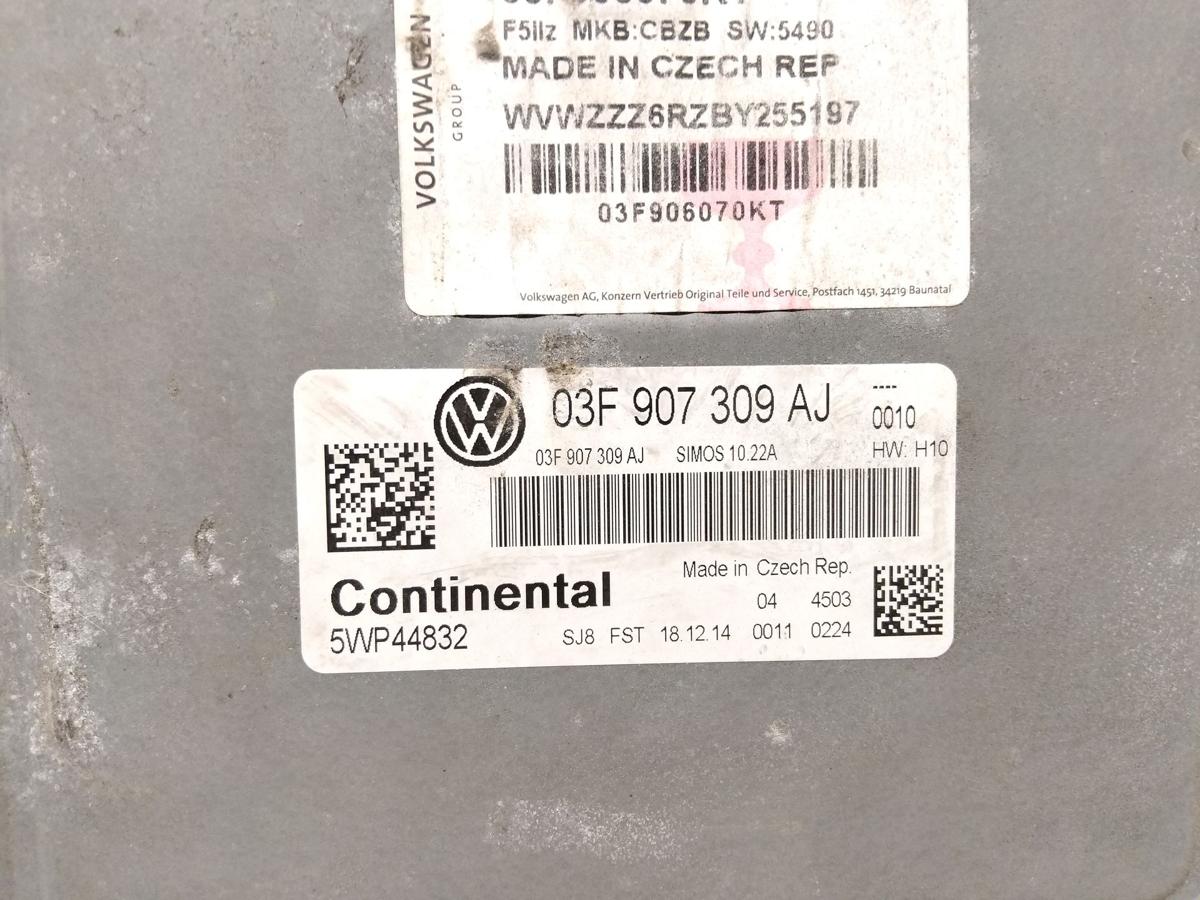 VOLKSWAGEN
GROUP
F5IIz MKB:CBZB SW:5490
MADE IN CZECH REP
WVWZZZ6RZBY255197
03F906070KT
Volkswagen AG, Konzern Vertrieb Original Teile und Service, Postfach 1451, 34219 Baunatal
03F 907 309 AJ
----
0010
03F 907 309 AJ SIMOS 10.22A
HW: H10
Made in Czech Rep.
Continental
04 4503
5WP44832
SJ8 FST 18.12.14 0011 0224